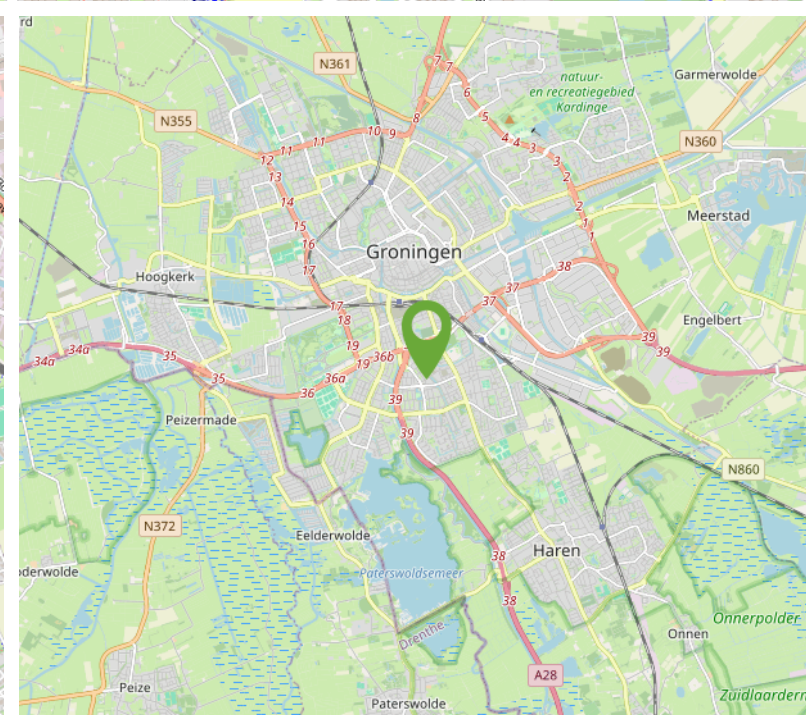 rd
N361
7
7
Garmerwolde
natuur-
en recreatiegebied
Kardinge
6
N355
8
5
10
9
11
11
4
4
3
N360
12
3
13
2
14
2
Meerstad
15
1
16
Groningen
1
17
38
Hoogkerk
37
17
37
18
Engelbert
34a
34a
35
19
36b
39
39
19
35
36a
36
39
Peizermade
39
N860
N372
Eelderwolde
38
Haren
oderwolde
Paterswoldsemeer
38
Onnerpolder
Drenthe
Onnen
A28
Peize
Zuidlaardern
Paterswolde